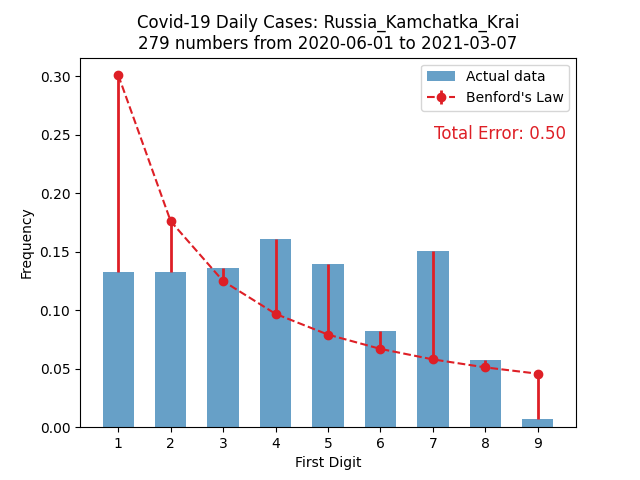 Covid-19 Daily Cases: Russia_Kamchatka_Krai
279 numbers from 2020-06-01 to 2021-03-07
Actual data
Benford's Law
Total Error: 0.50
Frequency
0.30
0.25
0.20
0.15
0.10
0.05
0.00
1 2 3 4 5 6 7 8 9
First Digit